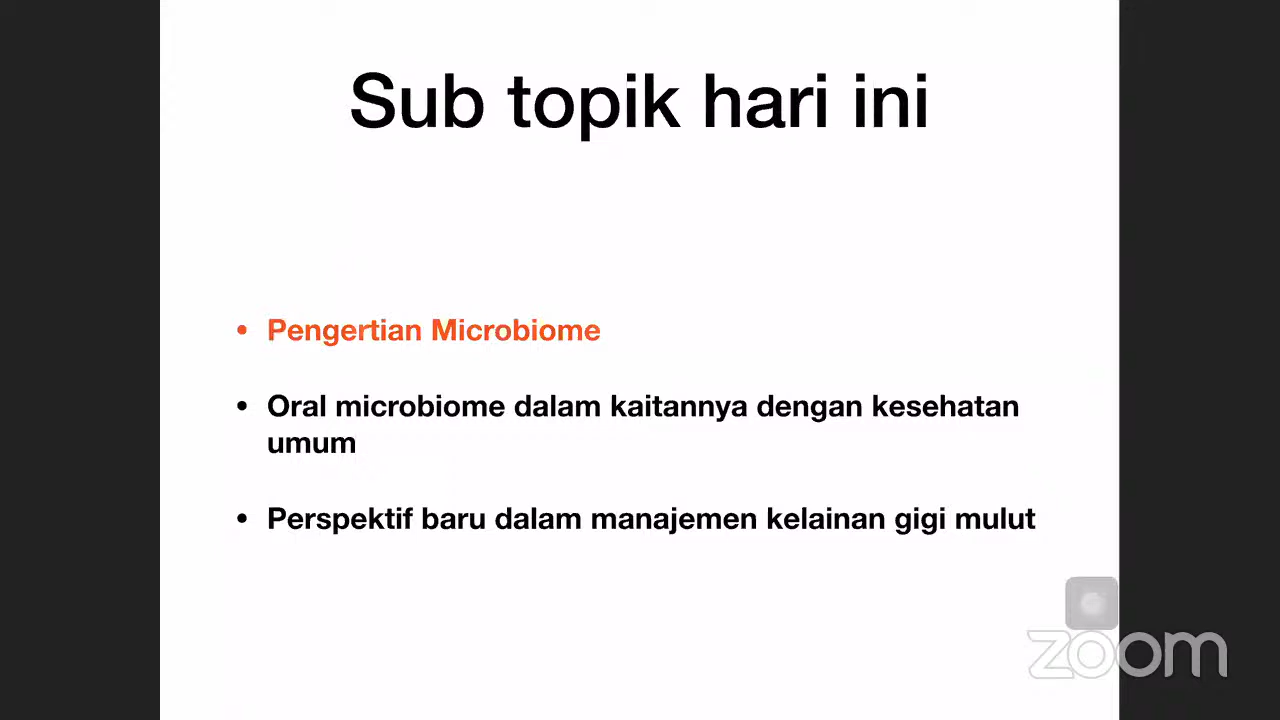 Sub topik hari ini
• Pengertian Microbiome
• Oral microbiome dalam kaitannya dengan kesehatan
umum
• Perspektif baru dalam manajemen kelainan gigi mulut
zoom